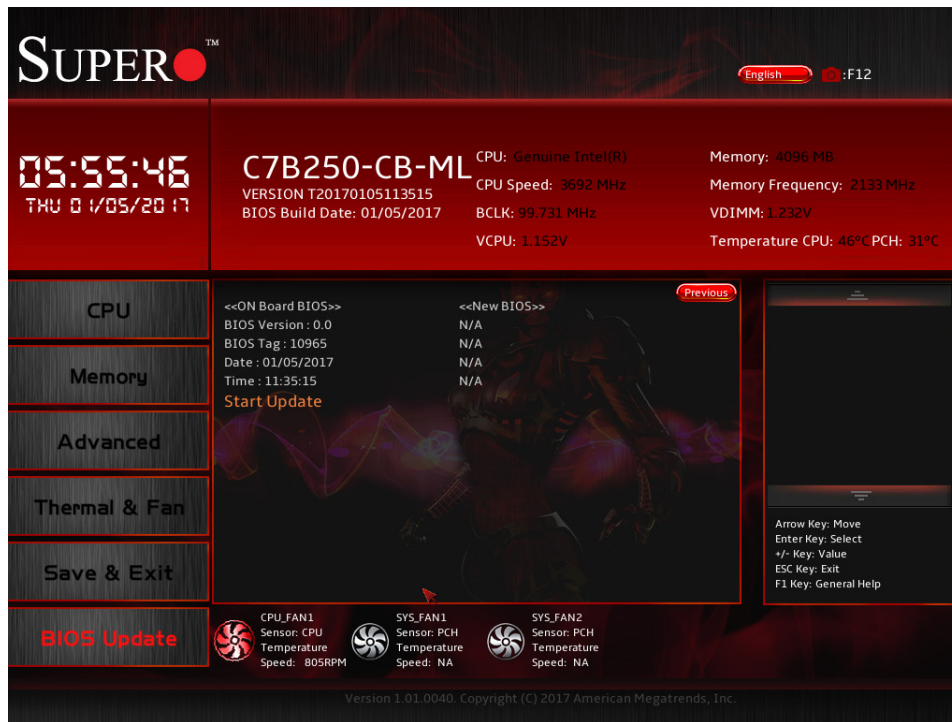 SUPER TM
English :F12
05:55:46
THU 01/05/2017
C7B250-CB-ML
VERSION T20170105113515
BIOS Build Date: 01/05/2017
CPU: Genuine Intel(R)
CPU Speed: 3692 MHz
BCLK: 99.731 MHz
VCPU: 1.152V
Memory: 4096 MB
Memory Frequency: 2133 MHz
VDIMM: 1.232V
Temperature CPU: 46°C PCH: 31°C
CPU
Memory
Advanced
Thermal & Fan
Save & Exit
BIOS Update
Previous
<<ON Board BIOS>> <<New BIOS>>
BIOS Version : 0.0 N/A
BIOS Tag : 10965 N/A
Date : 01/05/2017 N/A
Time : 11:35:15 N/A
Start Update
Arrow Key: Move
Enter Key: Select
+/- Key: Value
ESC Key: Exit
F1 Key: General Help
CPU_FAN1
Sensor: CPU
Temperature
Speed: 805RPM
SYS_FAN1
Sensor: PCH
Temperature
Speed: NA
SYS_FAN2
Sensor: PCH
Temperature
Speed: NA
Version 1.01.0040. Copyright (C) 2017 American Megatrends, Inc.